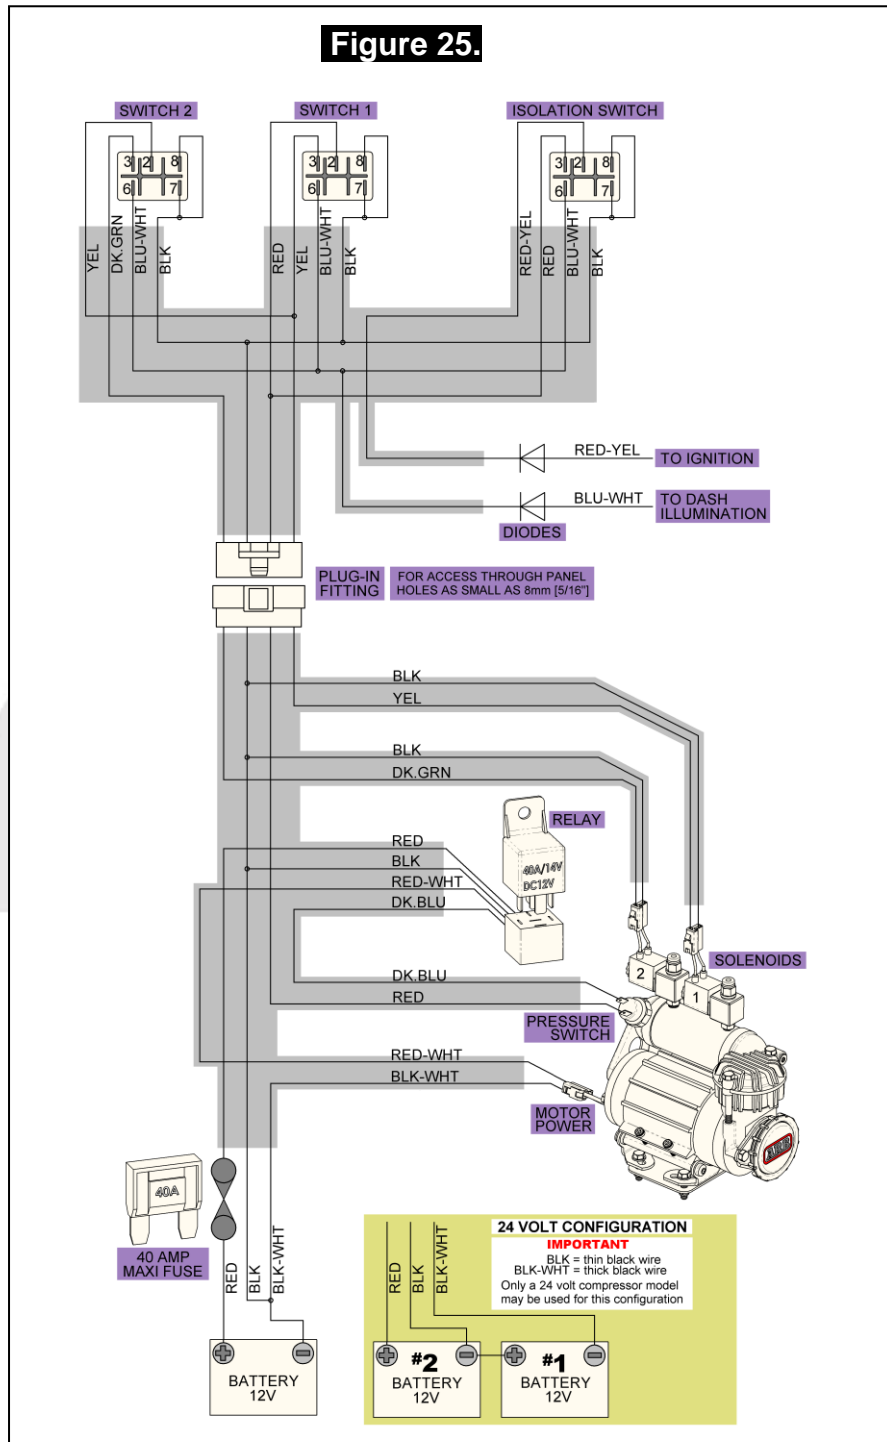 Figure 25.
SWITCH 2
SWITCH 1
ISOLATION SWITCH
3 2 8
6 7
3 2 8
6 7
3 2 8
6 7
YEL
DK.GRN
BLU-WHT
BLK
RED
YEL
BLU-WHT
BLK
RED-YEL
RED
BLU-WHT
BLK
RED-YEL
TO IGNITION
BLU-WHT
TO DASH
ILLUMINATION
DIODES
PLUG-IN
FITTING
FOR ACCESS THROUGH PANEL
HOLES AS SMALL AS 8mm [5/16"]
BLK
YEL
BLK
DK.GRN
RELAY
RED
BLK
RED-WHT
DK.BLU
40A/14V
DC12V
SOLENOIDS
2
1
DK.BLU
RED
PRESSURE
SWITCH
RED-WHT
BLK-WHT
MOTOR
POWER
ARB
40A
40 AMP
MAXI FUSE
RED
BLK
BLK-WHT
BATTERY
12V
24 VOLT CONFIGURATION
IMPORTANT
BLK = thin black wire
BLK-WHT = thick black wire
Only a 24 volt compressor model
may be used for this configuration
RED
BLK
BLK-WHT
#2
BATTERY
12V
#1
BATTERY
12V